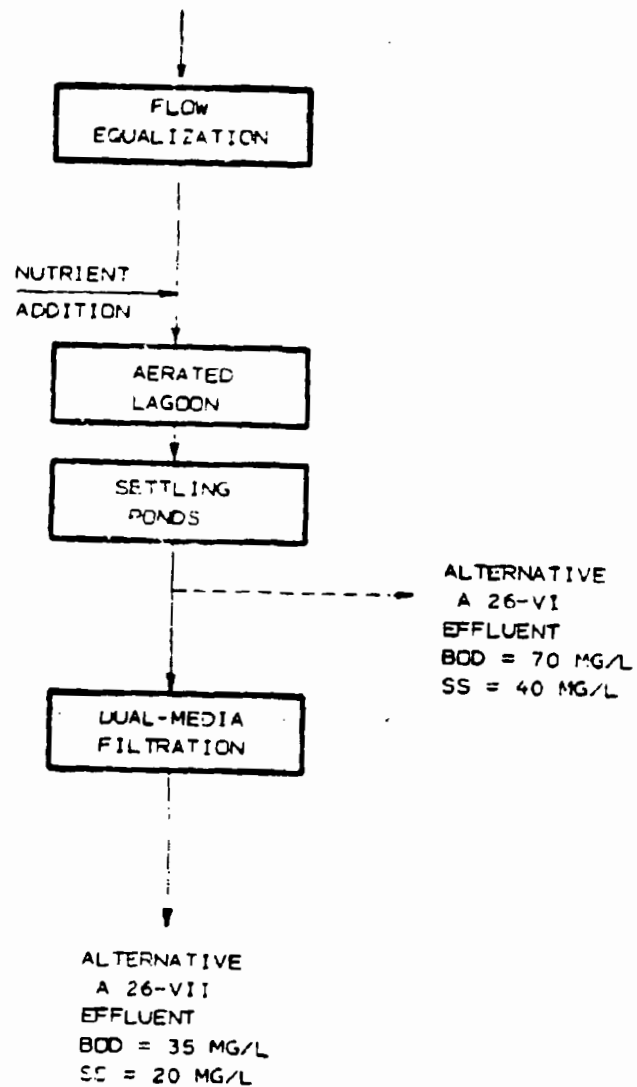 FLOW
EQUALIZATION
NUTRIENT
ADDITION
AERATED
LAGOON
SETTLING
PONDS
ALTERNATIVE
A 26-VI
EFFLUENT
BOD = 70 MG/L
SS = 40 MG/L
DUAL-MEDIA
FILTRATION
ALTERNATIVE
A 26-VII
EFFLUENT
BOD = 35 MG/L
SS = 20 MG/L